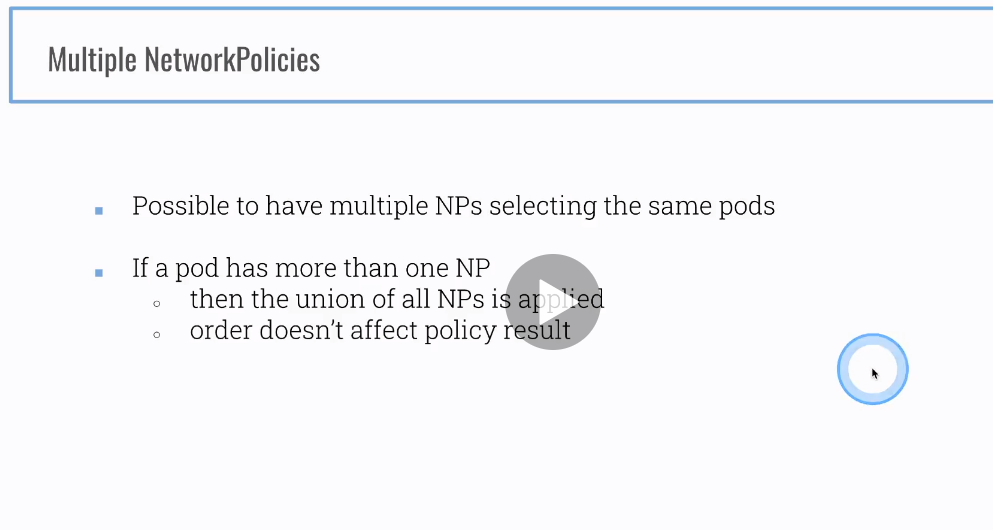 Multiple NetworkPolicies
Possible to have multiple NPs selecting the same pods
If a pod has more than one NP
then the union of all NPs is applied
order doesn't affect policy result